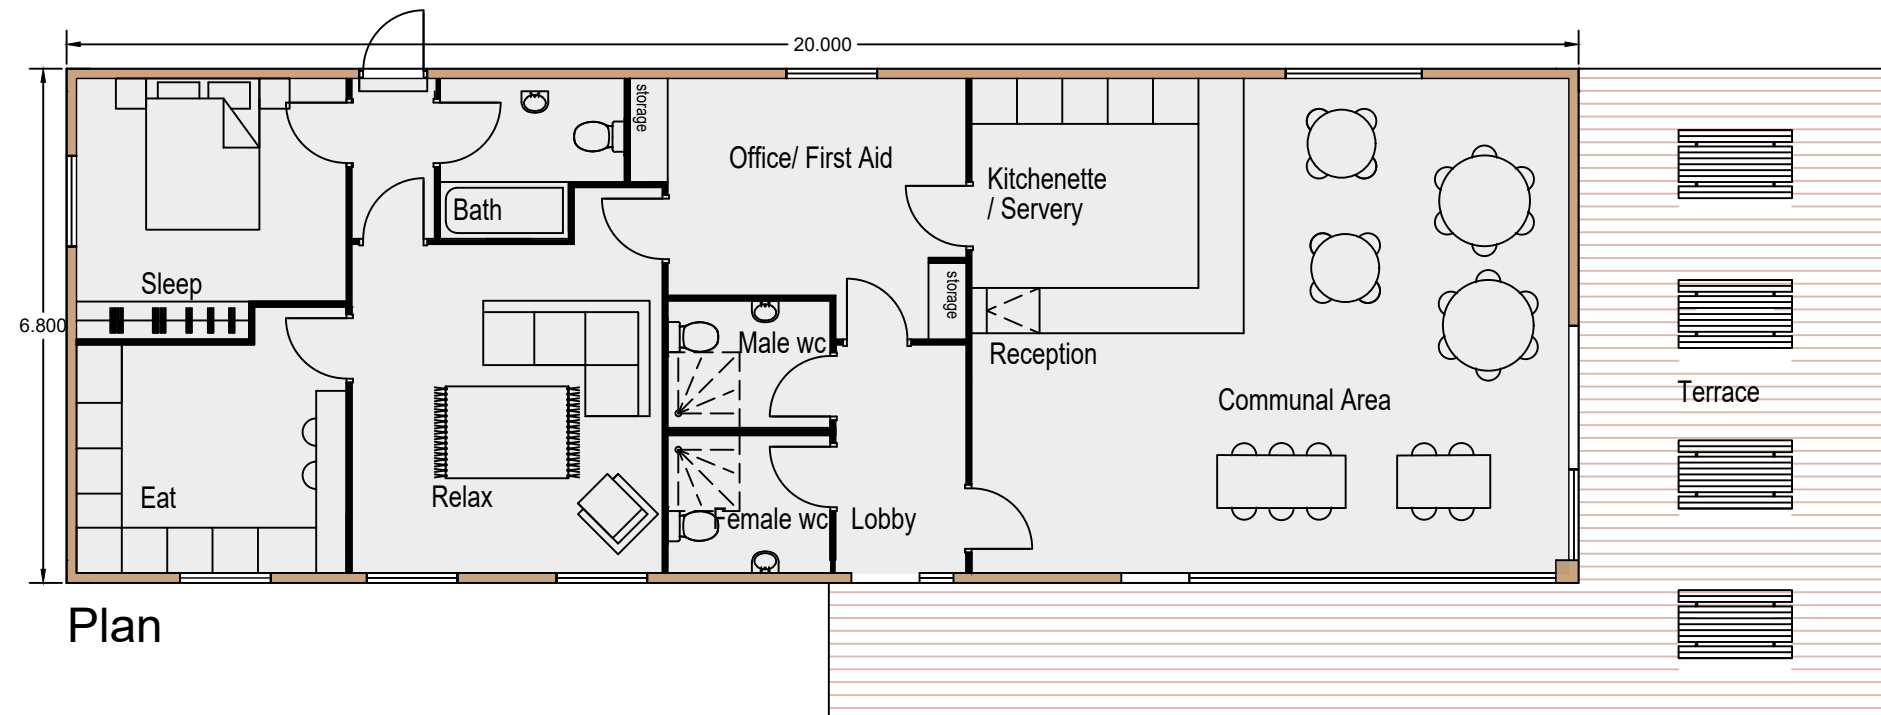 20.000
storage
Office/ First Aid
Kitchenette
/ Servery
Bath
Sleep
storage
6.800
Male wc
Reception
Terrace
Communal Area
Eat
Relax
Female wc
Lobby
Plan